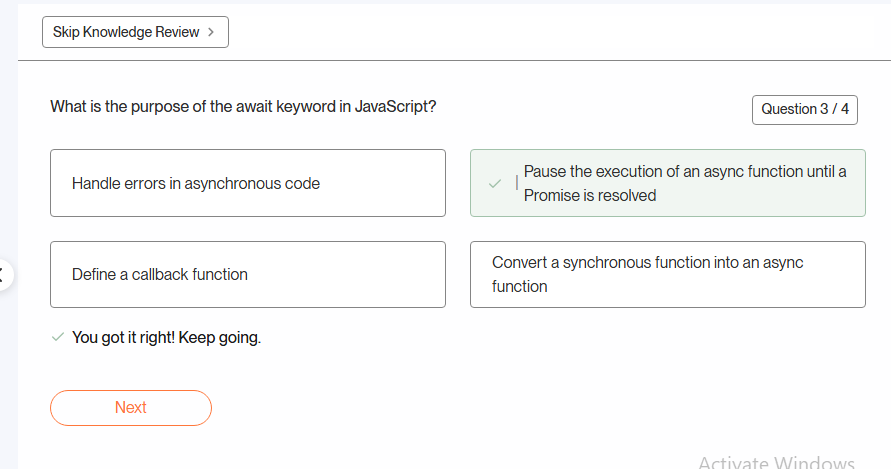 Skip Knowledge Review >
What is the purpose of the await keyword in JavaScript?
Question 3 / 4
Handle errors in asynchronous code
Pause the execution of an async function until a
Promise is resolved
Define a callback function
Convert a synchronous function into an async
function
You got it right! Keep going.
Next
Activate Windows